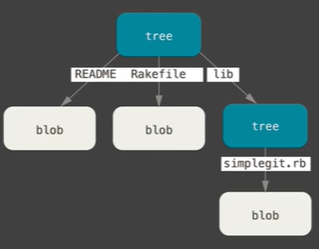 tree
README Rakefile lib
blob blob tree
simplegit.rb
blob